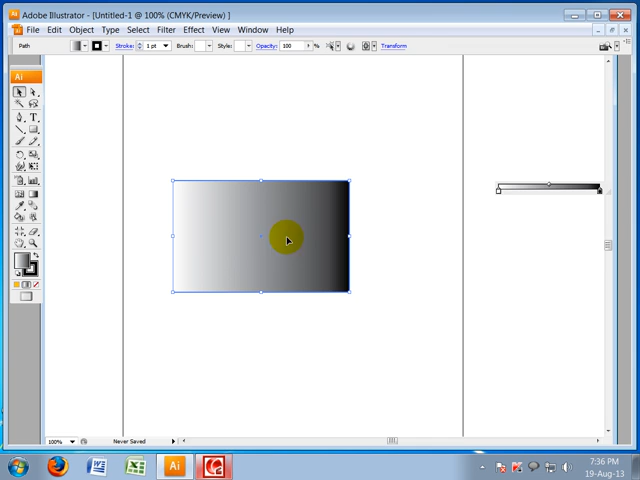 Adobe Illustrator - [Untitled-1 @ 100% (CMYK/Preview) ]
File Edit Object Type Select Filter Effect View Window Help
Path Stroke: 1 pt Brush: Style: Opacity: 100 % Transform
Ai
T
100% Never Saved
Ai
7:36 PM
19-Aug-13